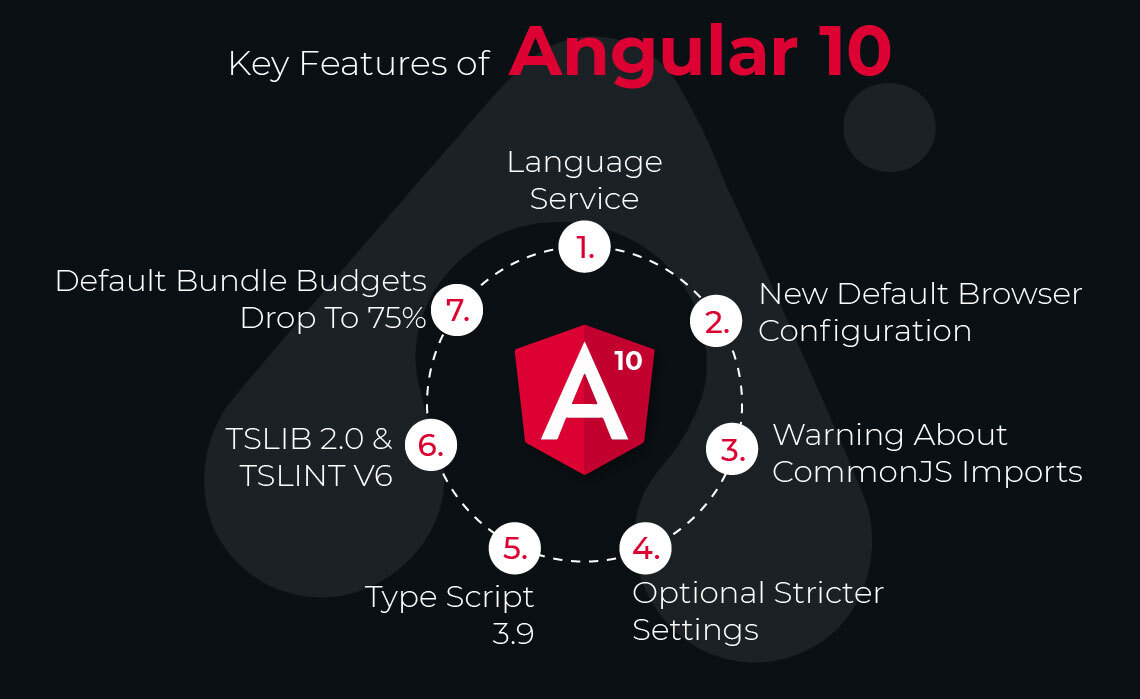 Key Features of Angular 10
Language
Service
1.
New Default Browser
Configuration
2.
Warning About
CommonJS Imports
3.
Optional Stricter
Settings
4.
Type Script
3.9
5.
TSLIB 2.0 &
TSLINT V6
6.
Default Bundle Budgets
Drop To 75%
7.
A
10